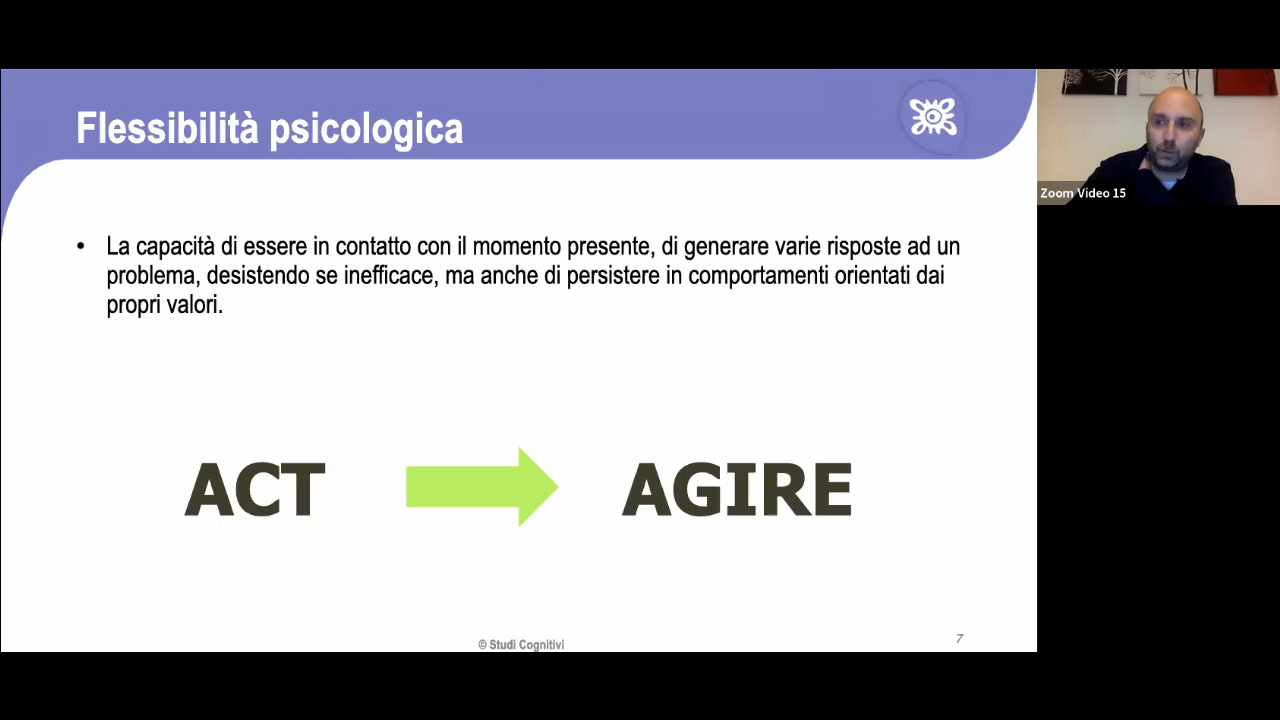 Flessibilità psicologica
• La capacità di essere in contatto con il momento presente, di generare varie risposte ad un
problema, desistendo se inefficace, ma anche di persistere in comportamenti orientati dai
propri valori.
ACT AGIRE
© Studi Cognitivi
7
Zoom Video 15